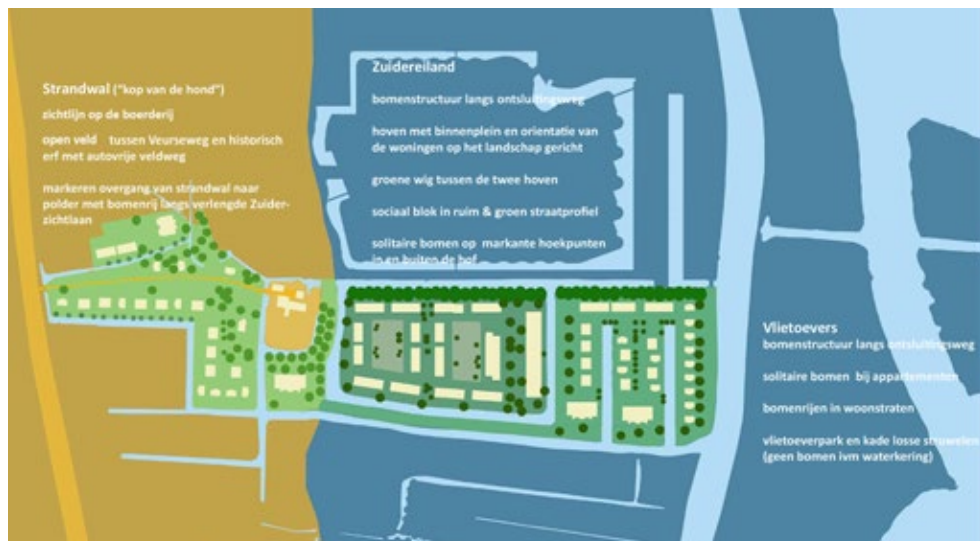 Strandwal ("kop van de hond")
zichtlijn op de boerderij
open veld tussen Veurseweg en historisch
erf met autovrije veldweg
markeren overgang van strandwal naar
polder met bomenrij langs verlengde Zuider-
zichtlaan
Zuidereiland
bomenstructuur langs ontsluitingsweg
hoven met binnenplein en orientatie van
de woningen op het landschap gericht
groene wig tussen de twee hoven
sociaal blok in ruim & groen straatprofiel
solitaire bomen op markante hoekpunten
in en buiten de hof
Vlietoevers
bomenstructuur langs ontsluitingsweg
solitaire bomen bij appartementen
bomenrijen in woonstraten
vlietoeverpark en kade losse struwelen
(geen bomen ivm waterkering)